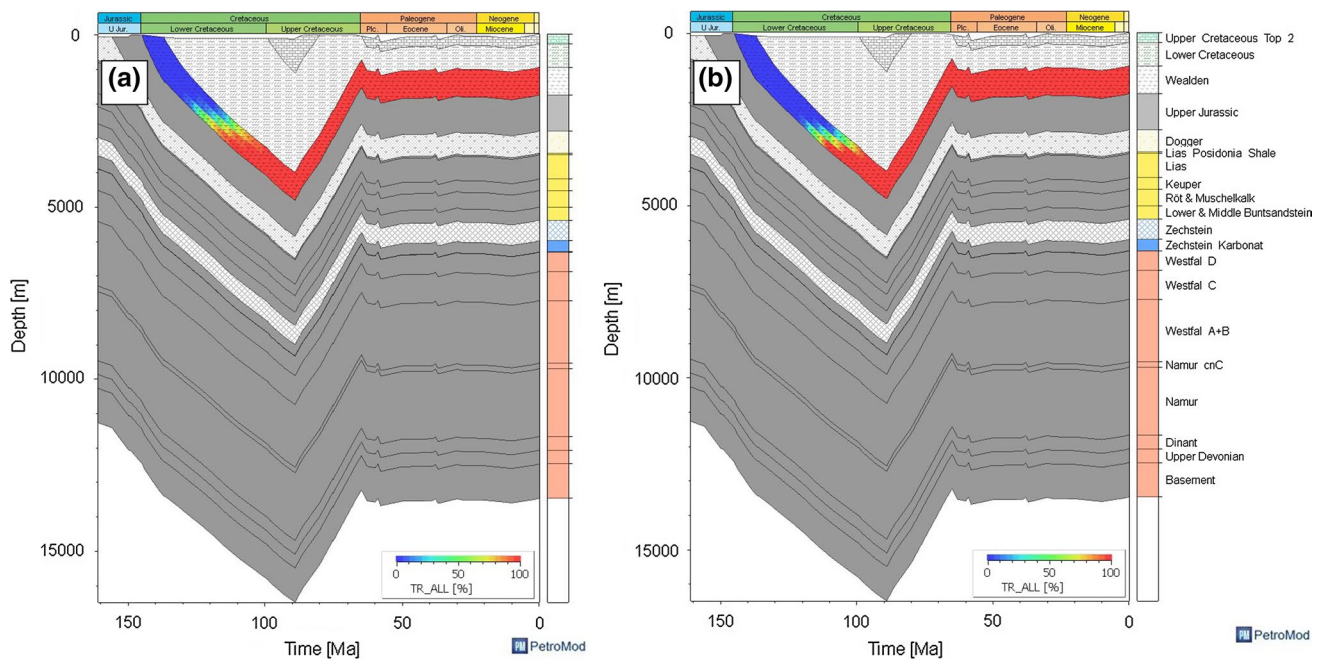 Jurassic Cretaceous Paleogene Neogene
U Jur. Lower Cretaceous Upper Cretaceous Plc. Eocene Oli. Miocene
(a)
0
5000
10000
15000
Depth [m]
0 50 100
TR_ALL [%]
150 100 50 0
Time [Ma]
PM PetroMod
Jurassic Cretaceous Paleogene Neogene
U Jur. Lower Cretaceous Upper Cretaceous Plc. Eocene Oli. Miocene
(b)
0
5000
10000
15000
Depth [m]
0 50 100
TR_ALL [%]
150 100 50 0
Time [Ma]
Upper Cretaceous Top 2
Lower Cretaceous
Wealden
Upper Jurassic
Dogger
Lias Posidonia Shale
Lias
Keuper
Röt & Muschelkalk
Lower & Middle Buntsandstein
Zechstein
Zechstein Karbonat
Westfal D
Westfal C
Westfal A+B
Namur cnC
Namur
Dinant
Upper Devonian
Basement
PM PetroMod